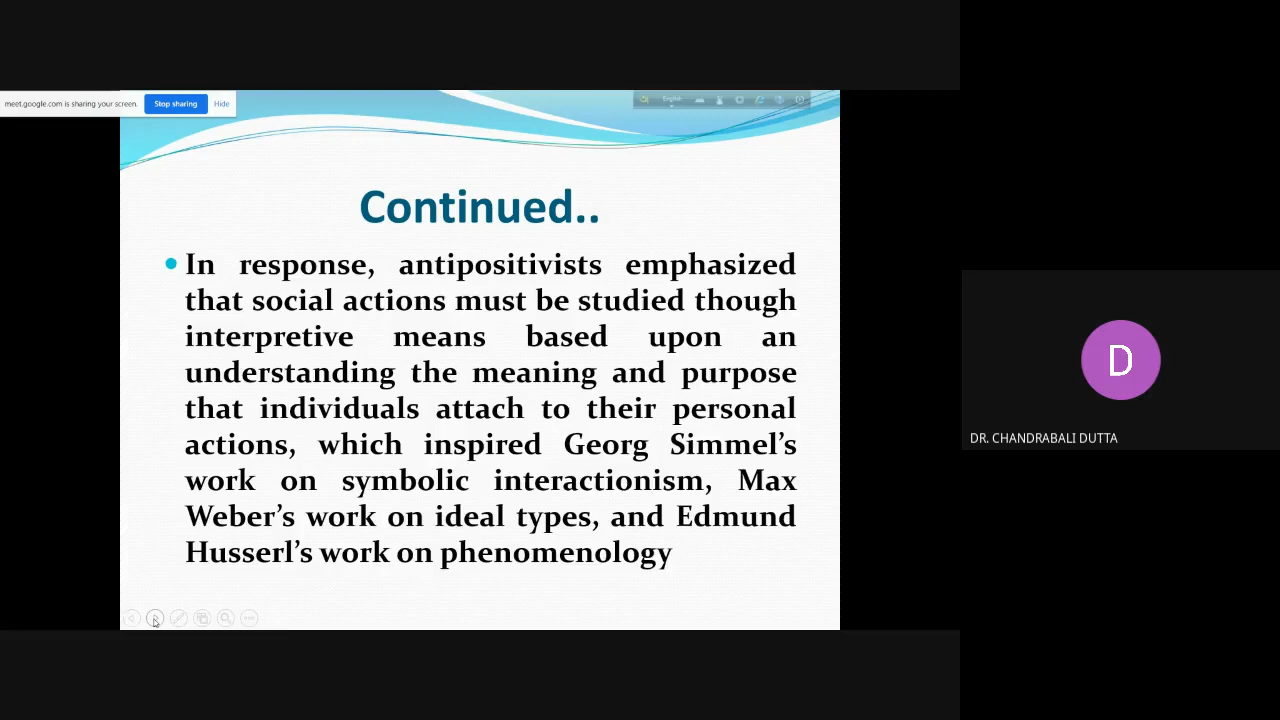 meet.google.com is sharing your screen.
Stop sharing
Hide
English
Continued..
In response, antipositivists emphasized
that social actions must be studied though
interpretive means based upon an
understanding the meaning and purpose
that individuals attach to their personal
actions, which inspired Georg Simmel's
work on symbolic interactionism, Max
Weber's work on ideal types, and Edmund
Husserl's work on phenomenology
D
DR. CHANDRABALI DUTTA